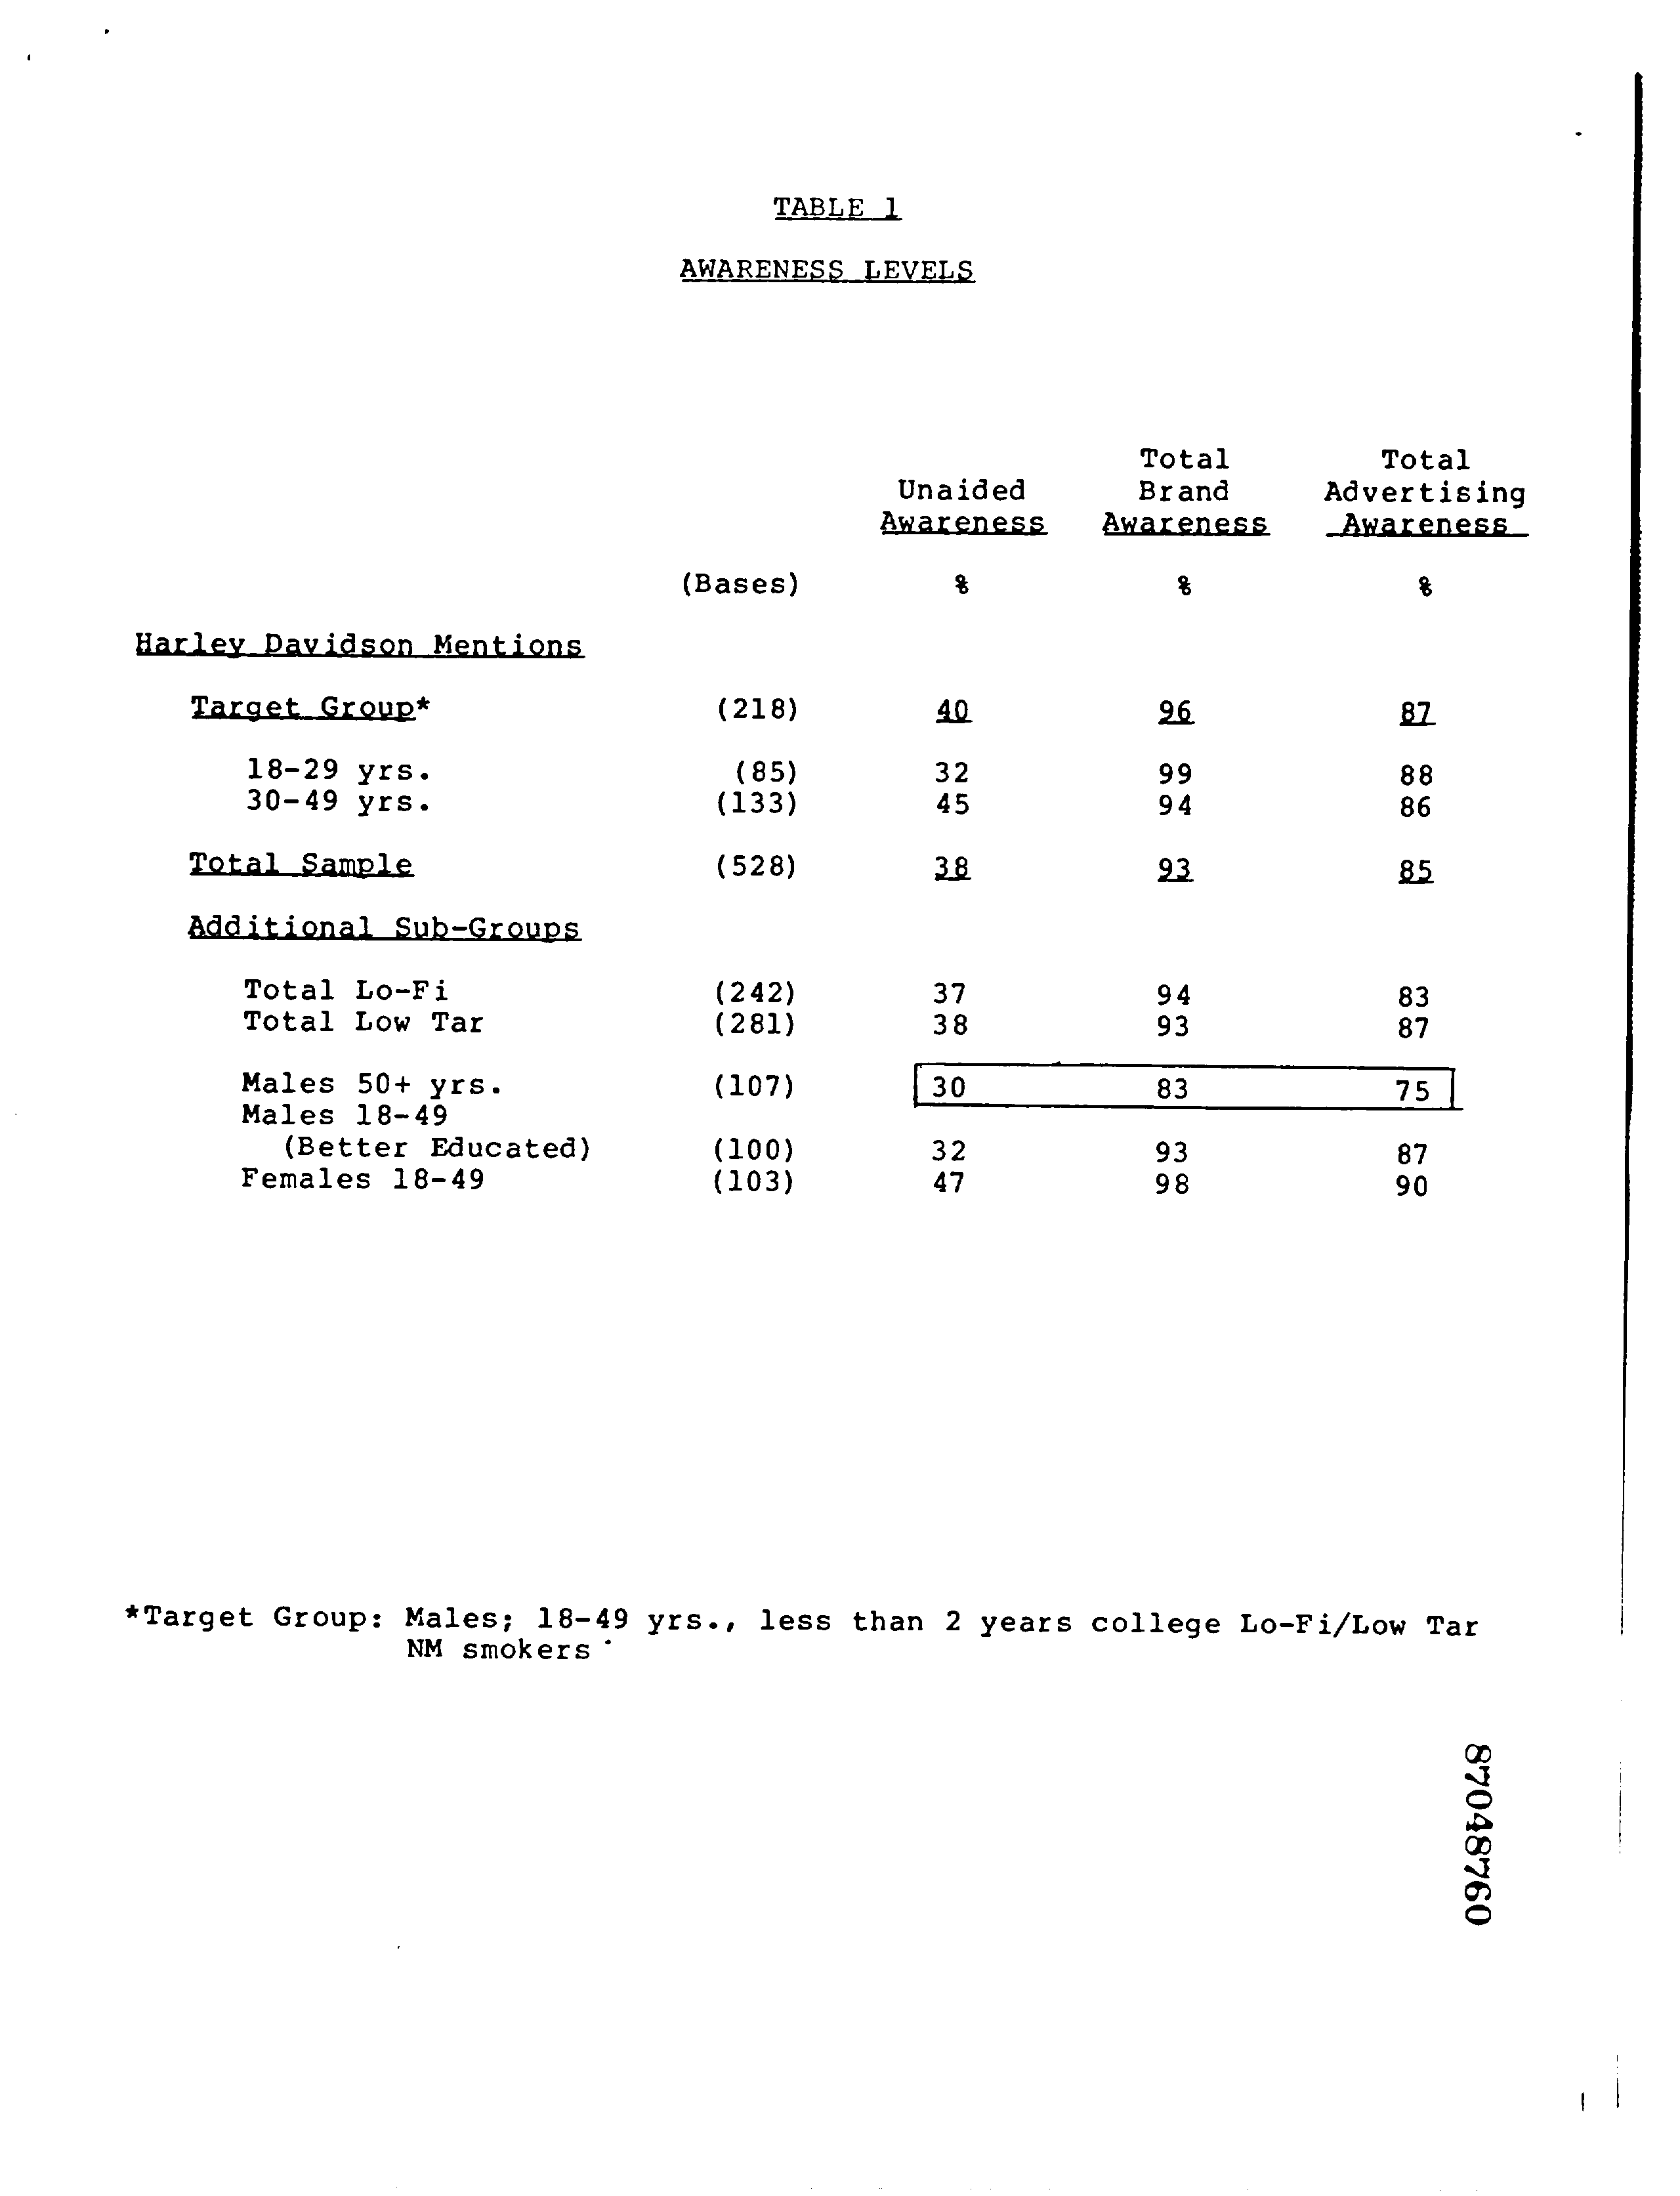 TABLE 1
AWARENESS LEVELS
Total Total
Unaided Brand Advertising
Awareness Awareness Awareness
(Bases) % % %
Harley Davidson Mentions
Target Group* (218) 40 96 87
18-29 yrs. (85) 32 99 88
30-49 yrs. (133) 45 94 86
Total Sample (528) 38 93 85
Additional Sub-Groups
Total Lo-Fi (242) 37 94 83
Total Low Tar (281) 38 93 87
Males 50+ yrs. (107) 30 83 75
Males 18-49
(Better Educated) (100) 32 93 87
Females 18-49 (103) 47 98 90
*Target Group: Males; 18-49 yrs., less than 2 years college Lo-Fi/Low Tar
NM smokers
87048760